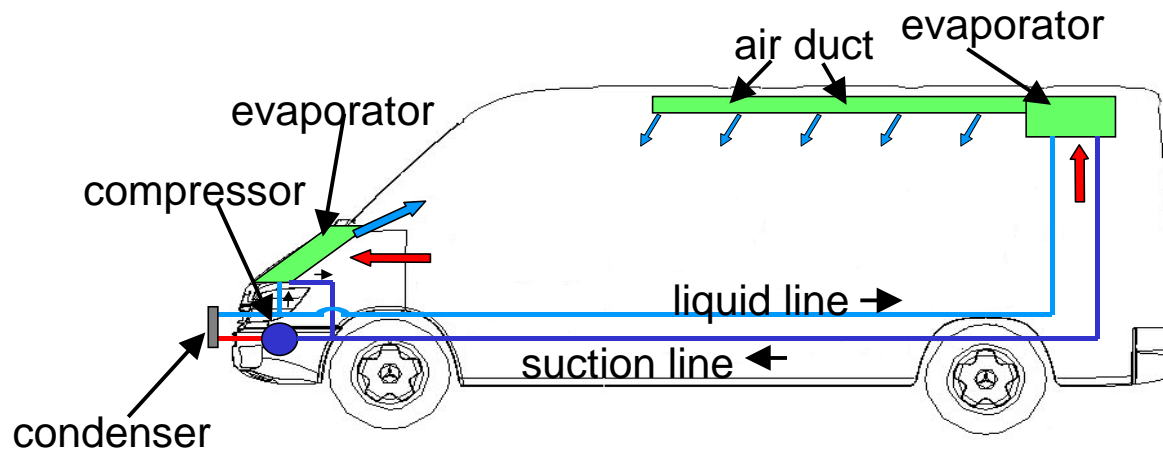 evaporator
air duct
evaporator
compressor
liquid line
suction line
condenser